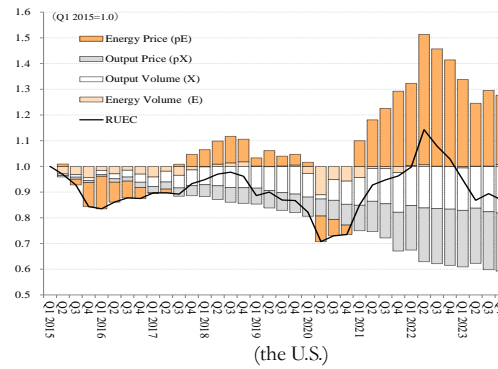 (Q1 2015=1.0)
1.6
1.5
1.4
1.3
1.2
1.1
1.0
0.9
0.8
0.7
0.6
0.5
Energy Price (pE)
Output Price (pX)
Output Volume (X)
Energy Volume (E)
RUEC
Q1 2015
Q2
Q3
Q4
Q1 2016
Q2
Q3
Q4
Q1 2017
Q2
Q3
Q4
Q1 2018
Q2
Q3
Q4
Q1 2019
Q2
Q3
Q4
Q1 2020
Q2
Q3
Q4
Q1 2021
Q2
Q3
Q4
Q1 2022
Q2
Q3
Q4
Q1 2023
Q2
Q3
(the U.S.)